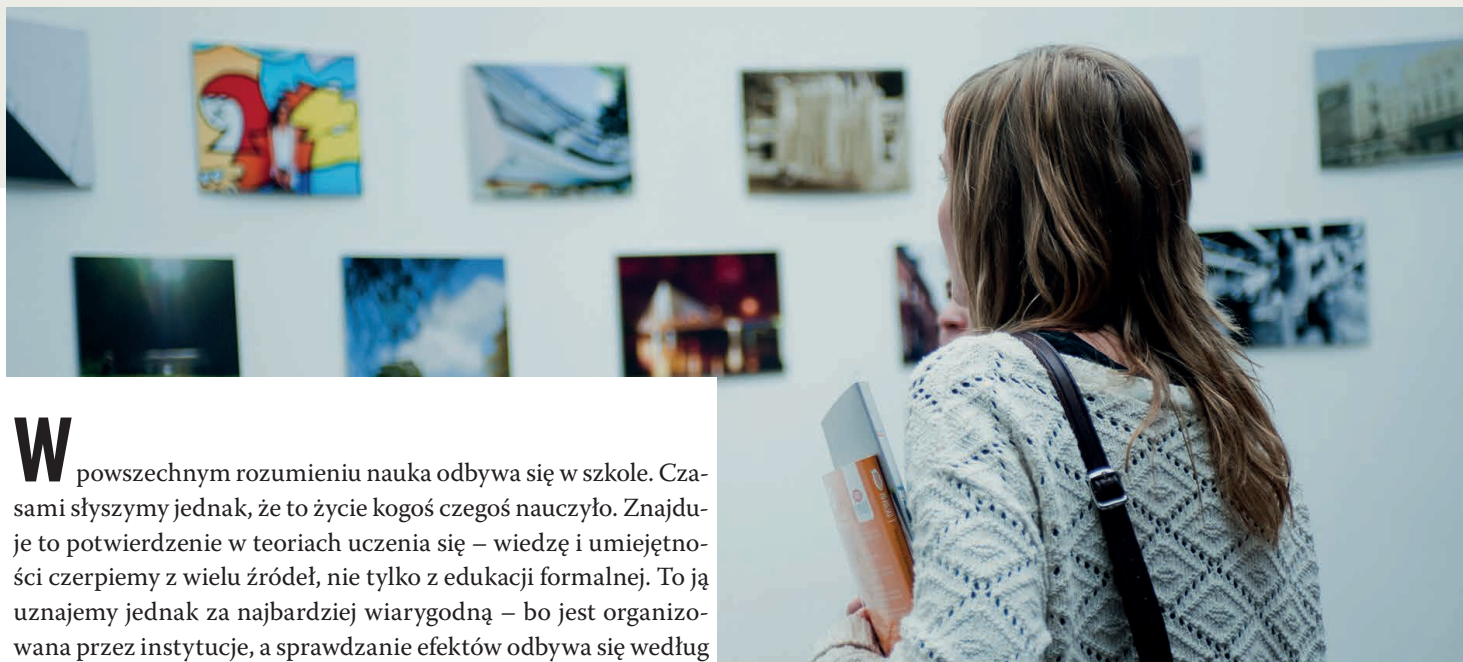 W powszechnym rozumieniu nauka odbywa się w szkole. Cza-
sami słyszymy jednak, że to życie kogoś czegoś nauczyło. Znajdu-
je to potwierdzenie w teoriach uczenia się – wiedzę i umiejętno-
ści czerpiemy z wielu źródeł, nie tylko z edukacji formalnej. To ją
uznajemy jednak za najbardziej wiarygodną – bo jest organizo-
wana przez instytucje, a sprawdzanie efektów odbywa się według